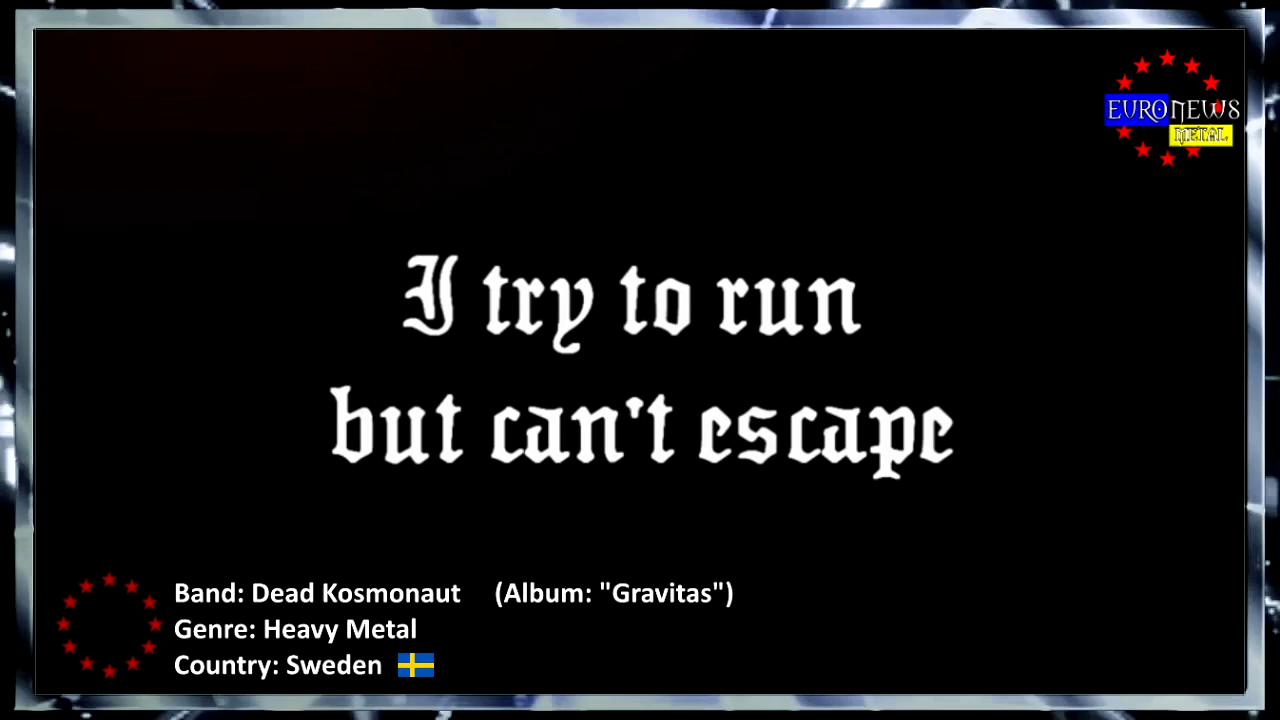 EURONEWS
METAL
I try to run
but can't escape
Band: Dead Kosmonaut (Album: "Gravitas")
Genre: Heavy Metal
Country: Sweden